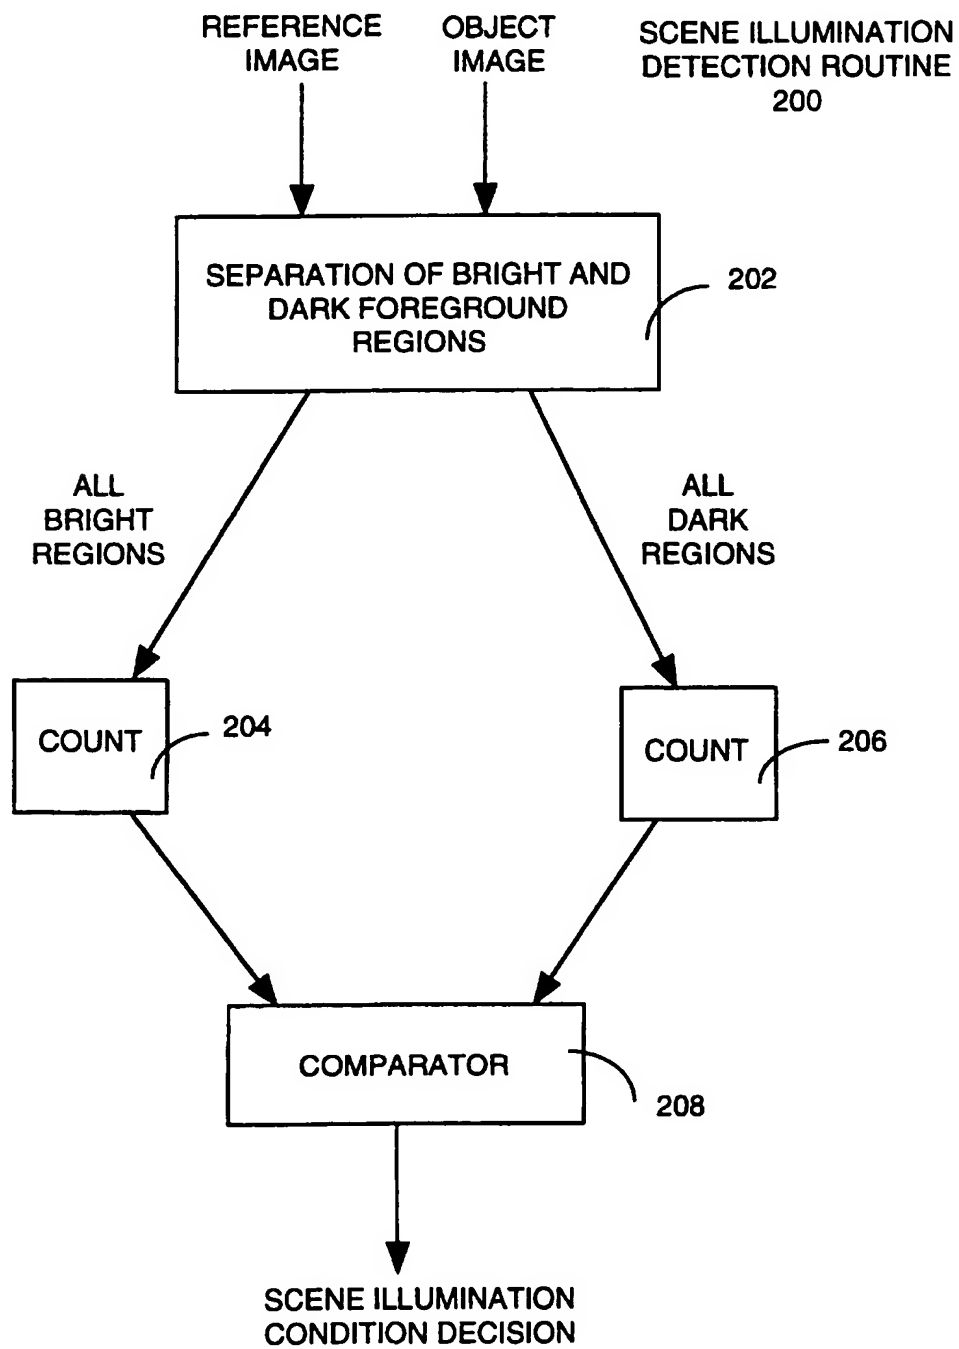 REFERENCE
IMAGE
OBJECT
IMAGE
SCENE ILLUMINATION
DETECTION ROUTINE
200
SEPARATION OF BRIGHT AND
DARK FOREGROUND
REGIONS
202
ALL
BRIGHT
REGIONS
ALL
DARK
REGIONS
COUNT
204
COUNT
206
COMPARATOR
208
SCENE ILLUMINATION
CONDITION DECISION